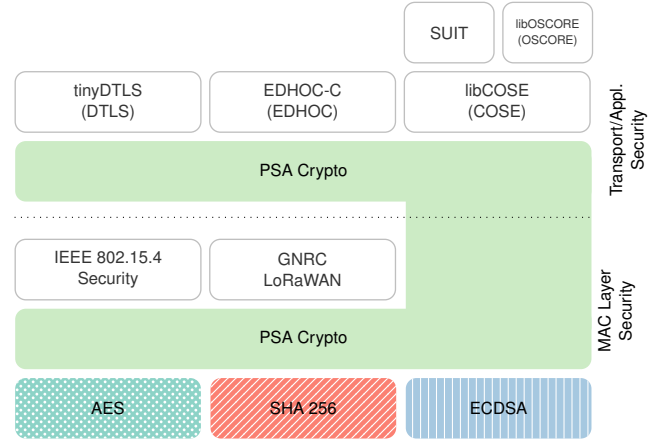 SUIT
libOSCORE
(OSCORE)
tinyDTLS
(DTLS)
EDHOC-C
(EDHOC)
libCOSE
(COSE)
PSA Crypto
Transport/Appl.
Security
IEEE 802.15.4
Security
GNRC
LoRaWAN
PSA Crypto
MAC Layer
Security
AES
SHA 256
ECDSA